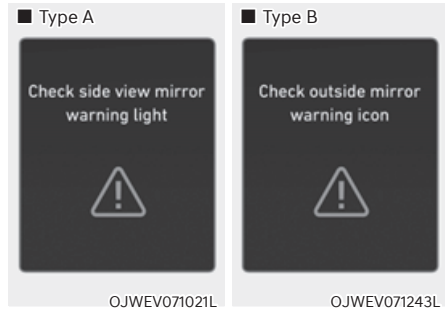 ■ Type A
Check side view mirror
warning light
OJWEV071021L
■ Type B
Check outside mirror
warning icon
OJWEV071243L